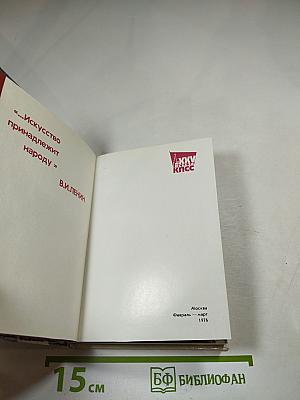 «...Искусство
принадлежит
народу»
В.И.ЛЕНИН
XXV
СЪЕЗД
КПСС
Москва
Февраль — март
1976
15 см
БФ БИБЛИОФАН